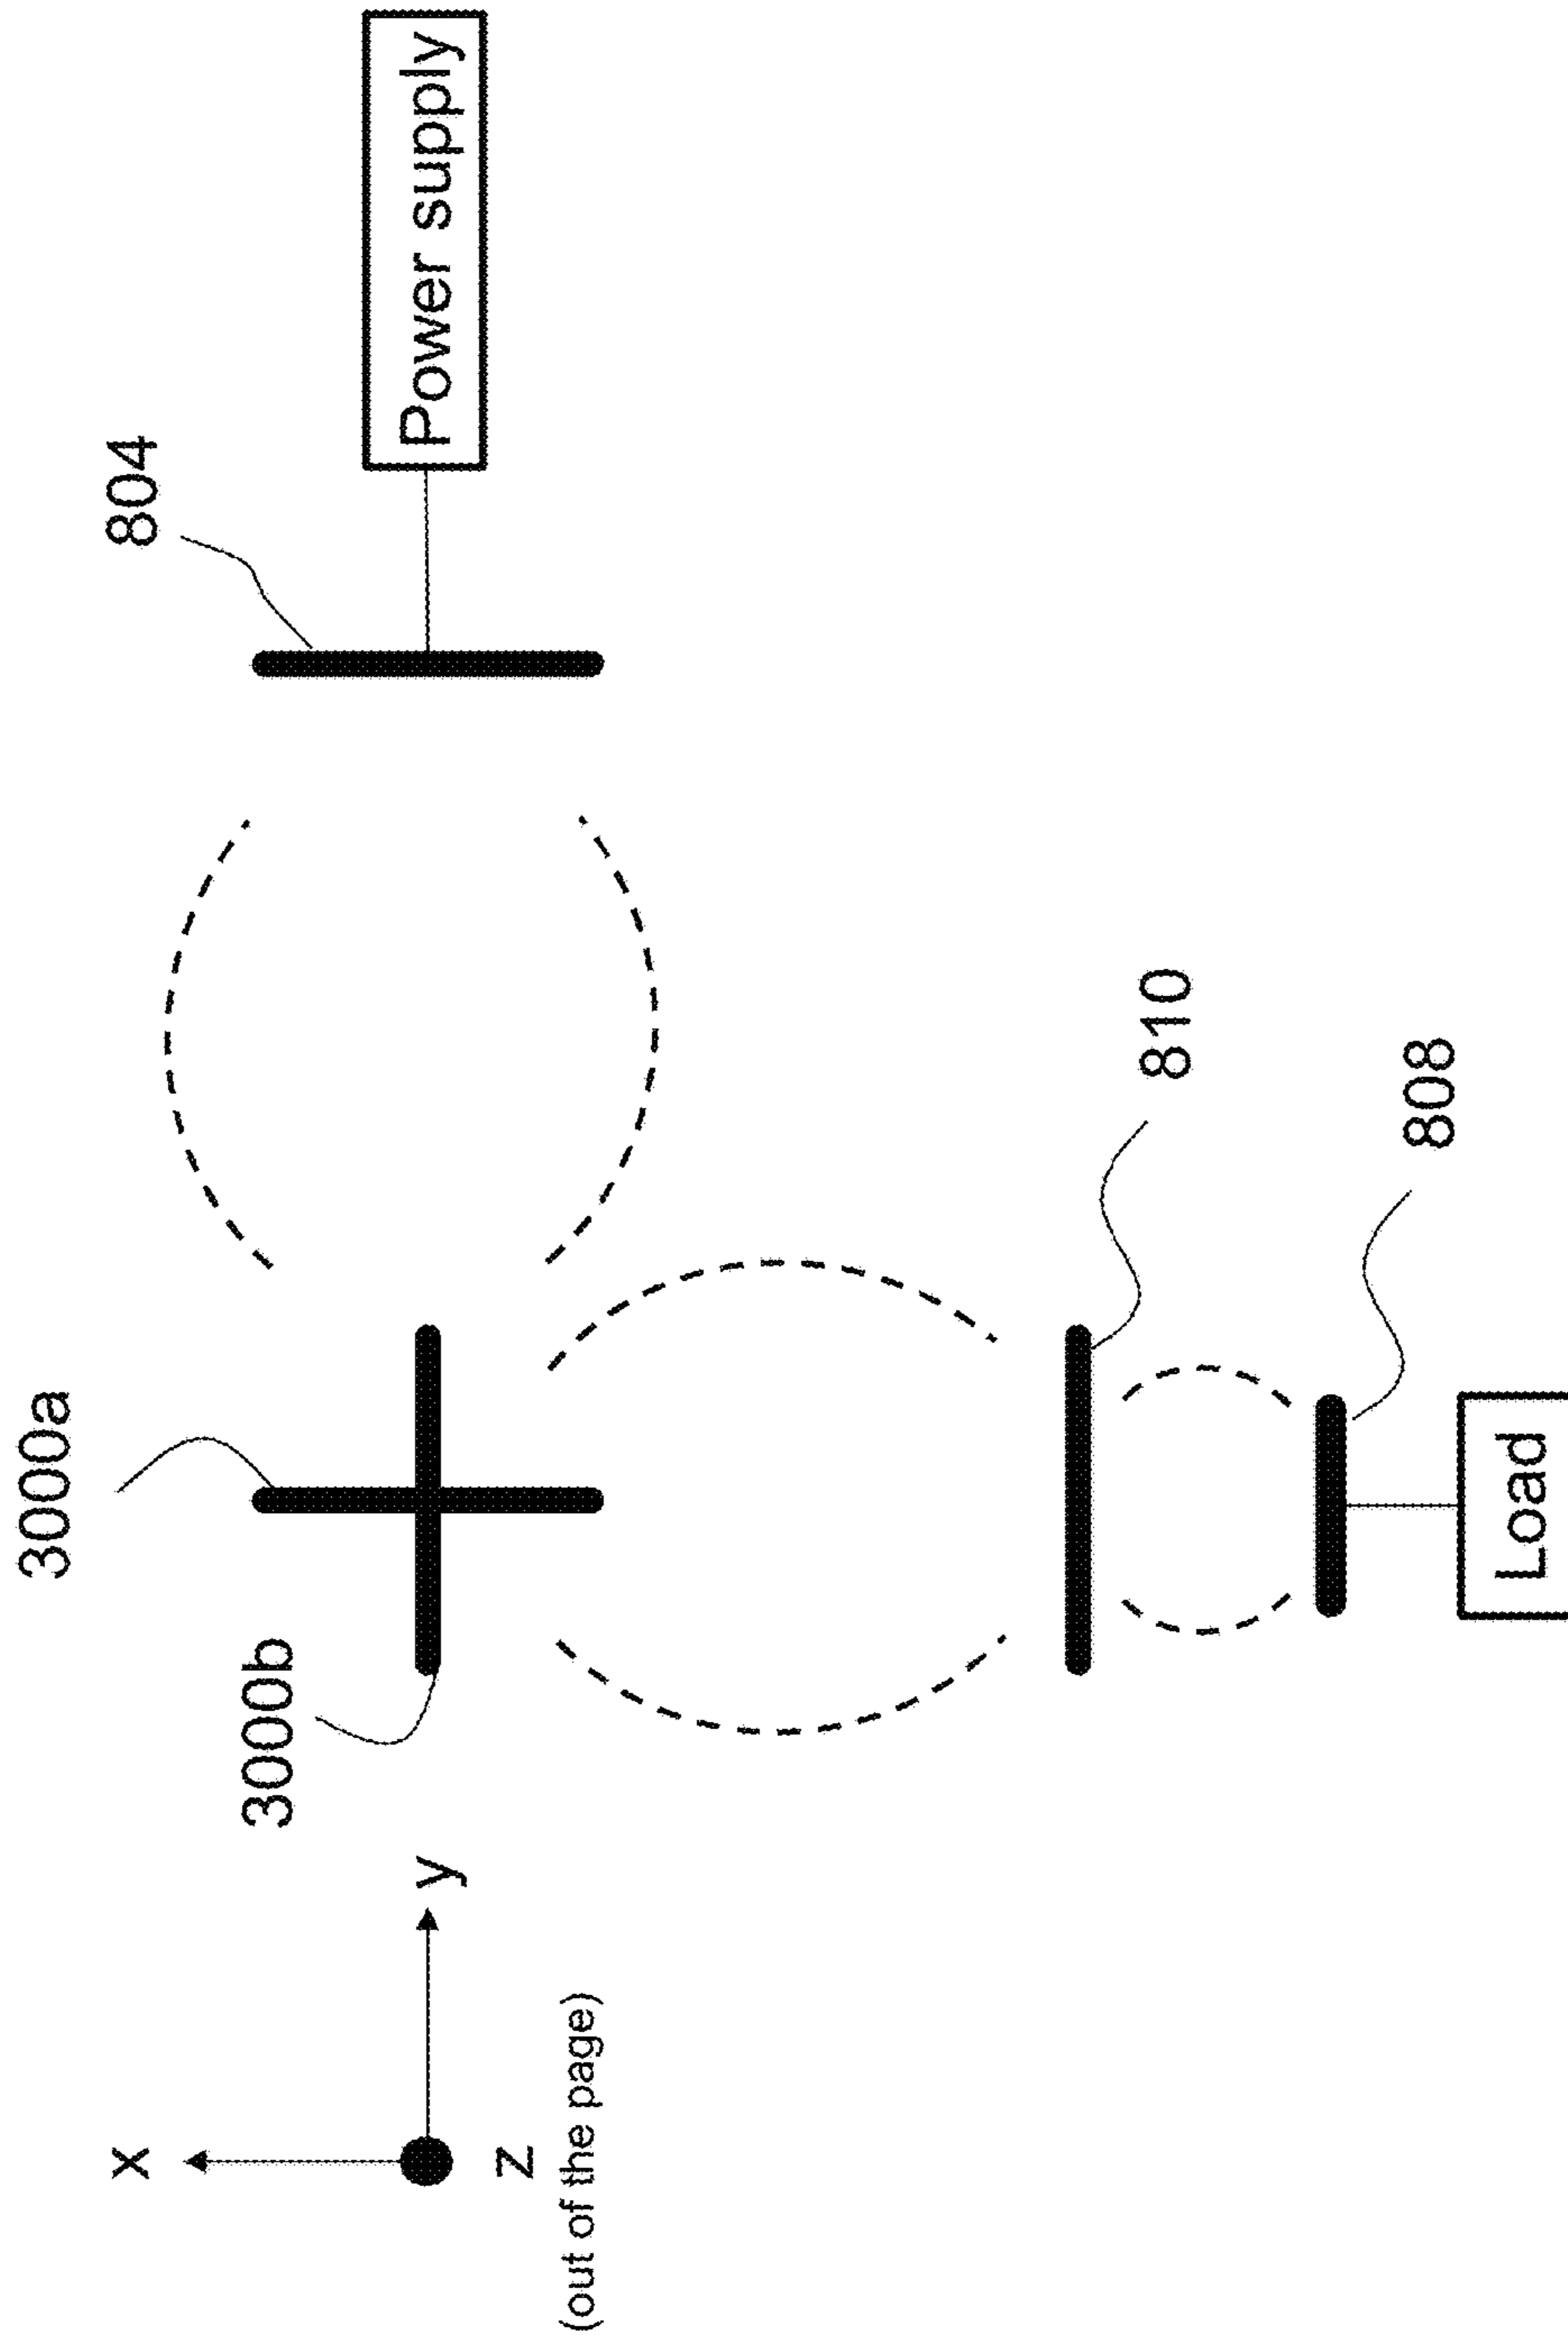 3000a
x
804
3000b
y
Power supply
z
(out of the page)
810
808
Load